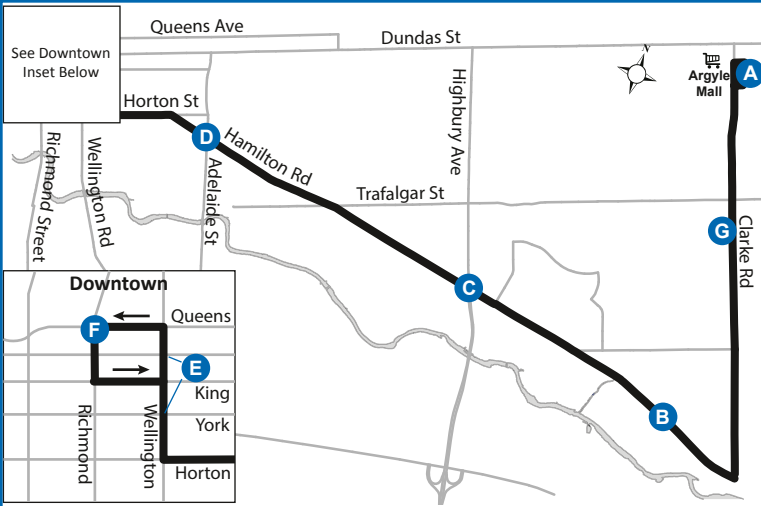 Queens Ave
Dundas St
See Downtown
Inset Below
N
Argyle
Mall
A
Horton St
D
Hamilton Rd
Highbury Ave
Richmond Street
Wellington Rd
Adelaide St
Trafalgar St
G
Clarke Rd
C
B
Downtown
Queens
F
E
King
York
Richmond
Wellington
Horton